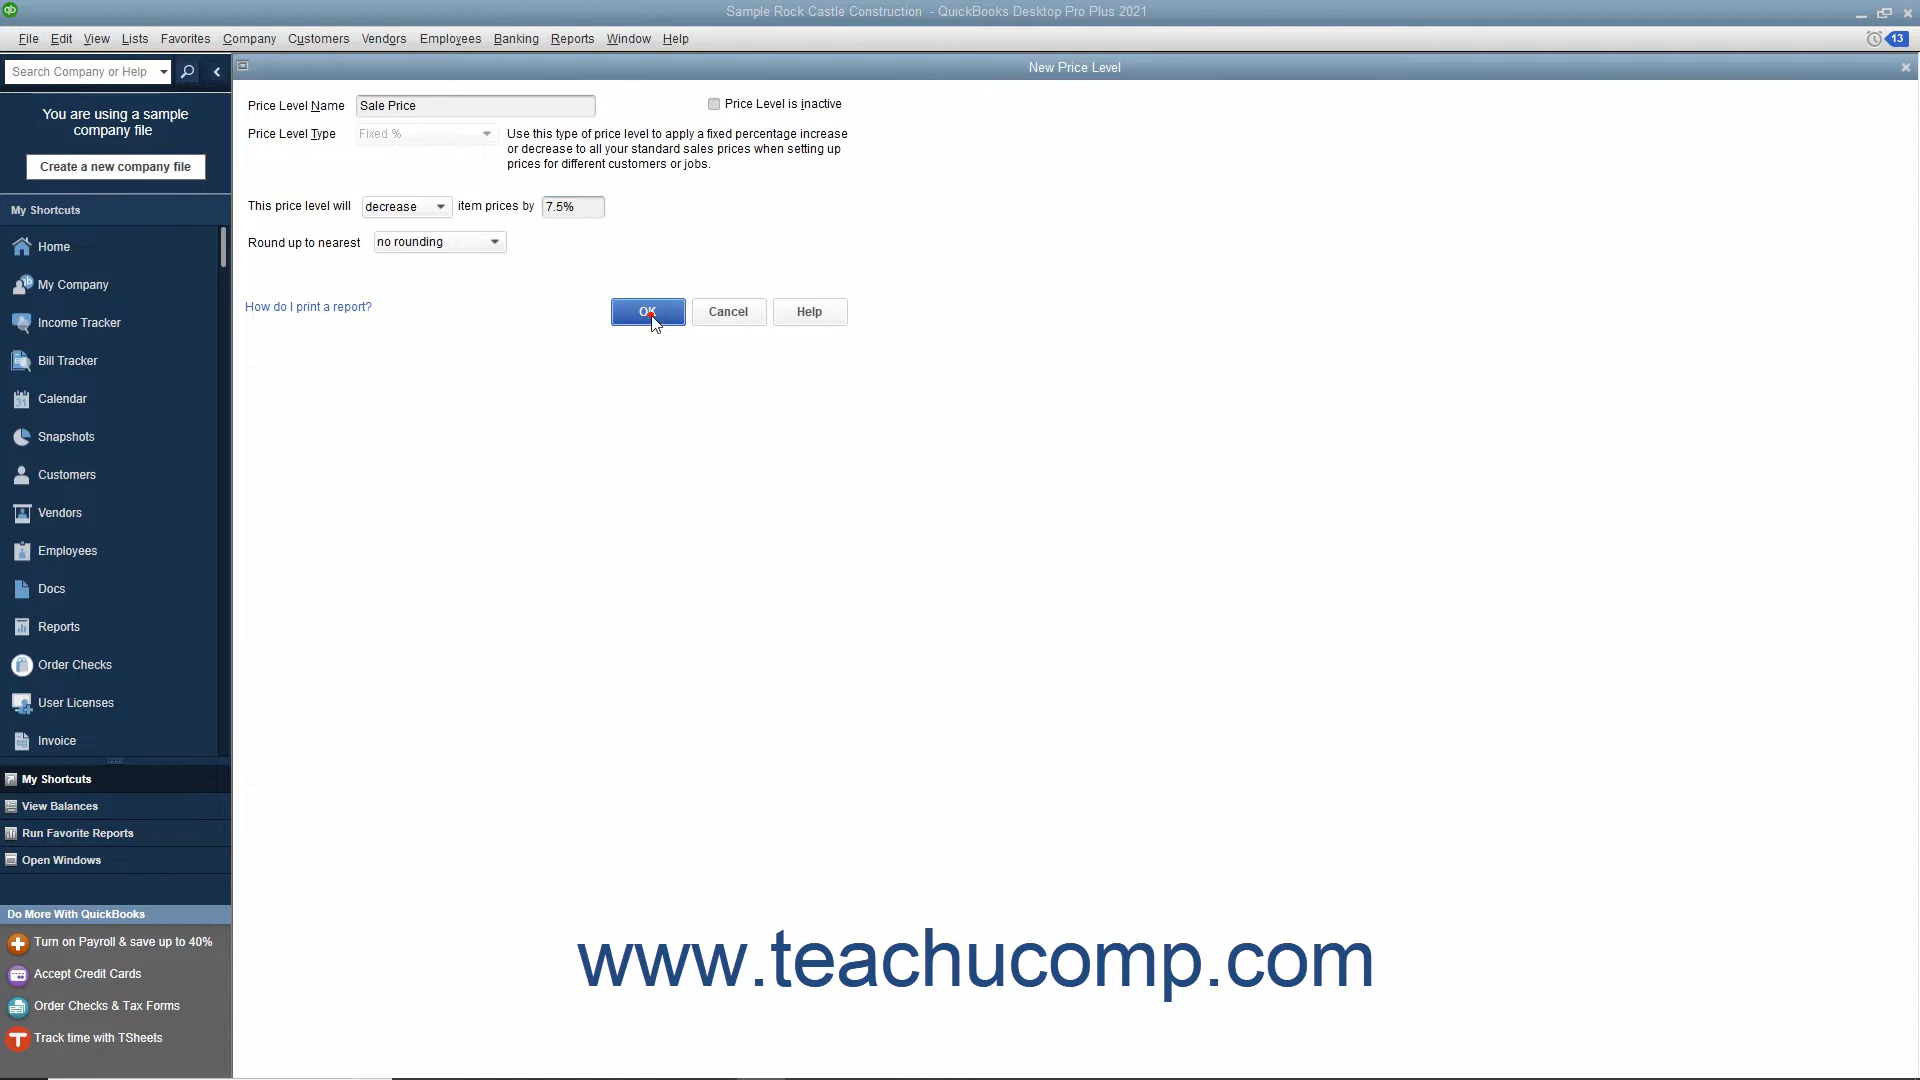 Sample Rock Castle Construction - QuickBooks Desktop Pro Plus 2021
File Edit View Lists Favorites Company Customers Vendors Employees Banking Reports Window Help
13
Search Company or Help
New Price Level
You are using a sample
company file
Create a new company file
Price Level Name Sale Price
Price Level is inactive
Price Level Type Fixed %
Use this type of price level to apply a fixed percentage increase
or decrease to all your standard sales prices when setting up
prices for different customers or jobs.
This price level will decrease item prices by 7.5%
Round up to nearest no rounding
How do I print a report?
OK Cancel Help
My Shortcuts
Home
My Company
Income Tracker
Bill Tracker
Calendar
Snapshots
Customers
Vendors
Employees
Docs
Reports
Order Checks
User Licenses
Invoice
My Shortcuts
View Balances
Run Favorite Reports
Open Windows
Do More With QuickBooks
Turn on Payroll & save up to 40%
Accept Credit Cards
Order Checks & Tax Forms
Track time with TSheets
www.teachucomp.com